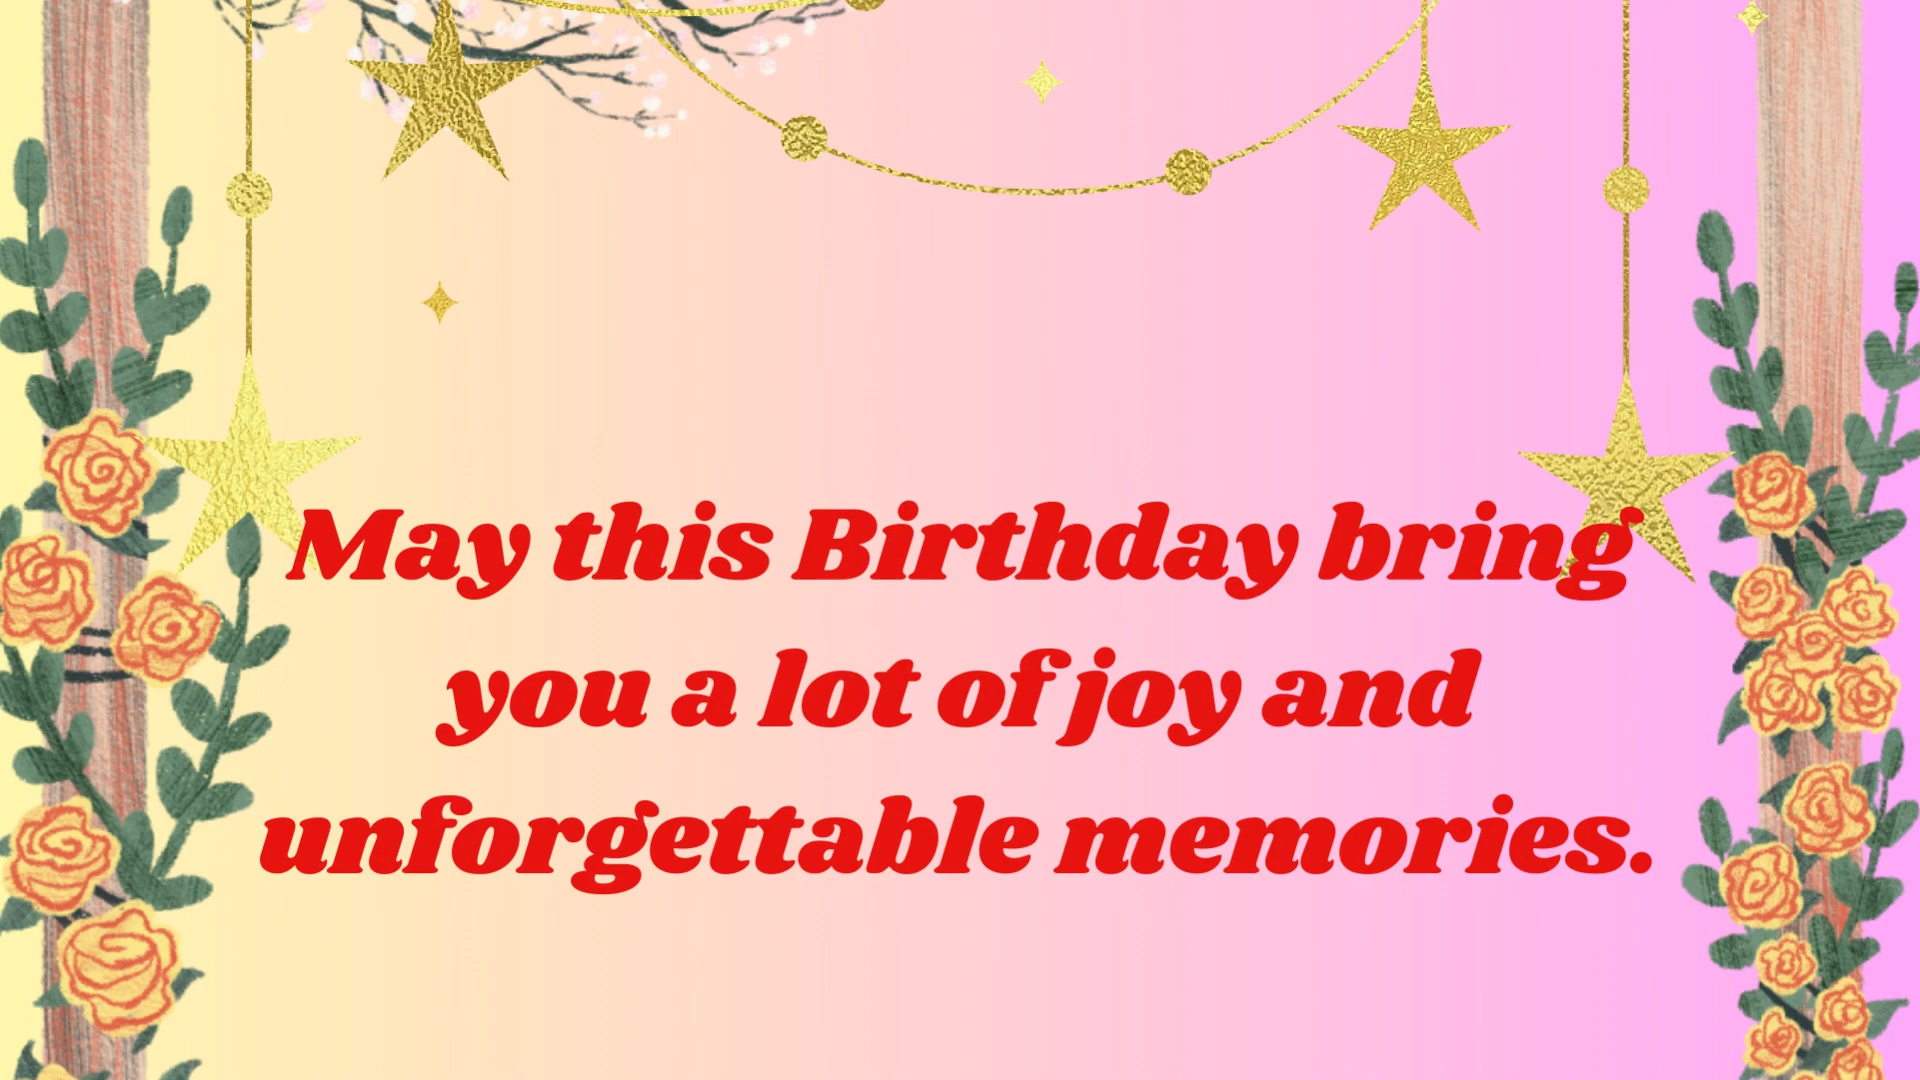 May this Birthday bring
you a lot of joy and
unforgettable memories.